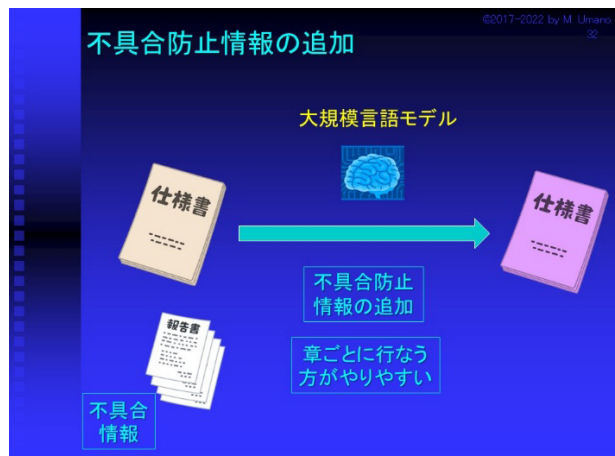 ©2017-2022 by M. Umano
32
不具合防止情報の追加
大規模言語モデル
仕様書
仕様書
不具合防止
情報の追加
報告書
章ごとに行なう
方がやりやすい
不具合
情報